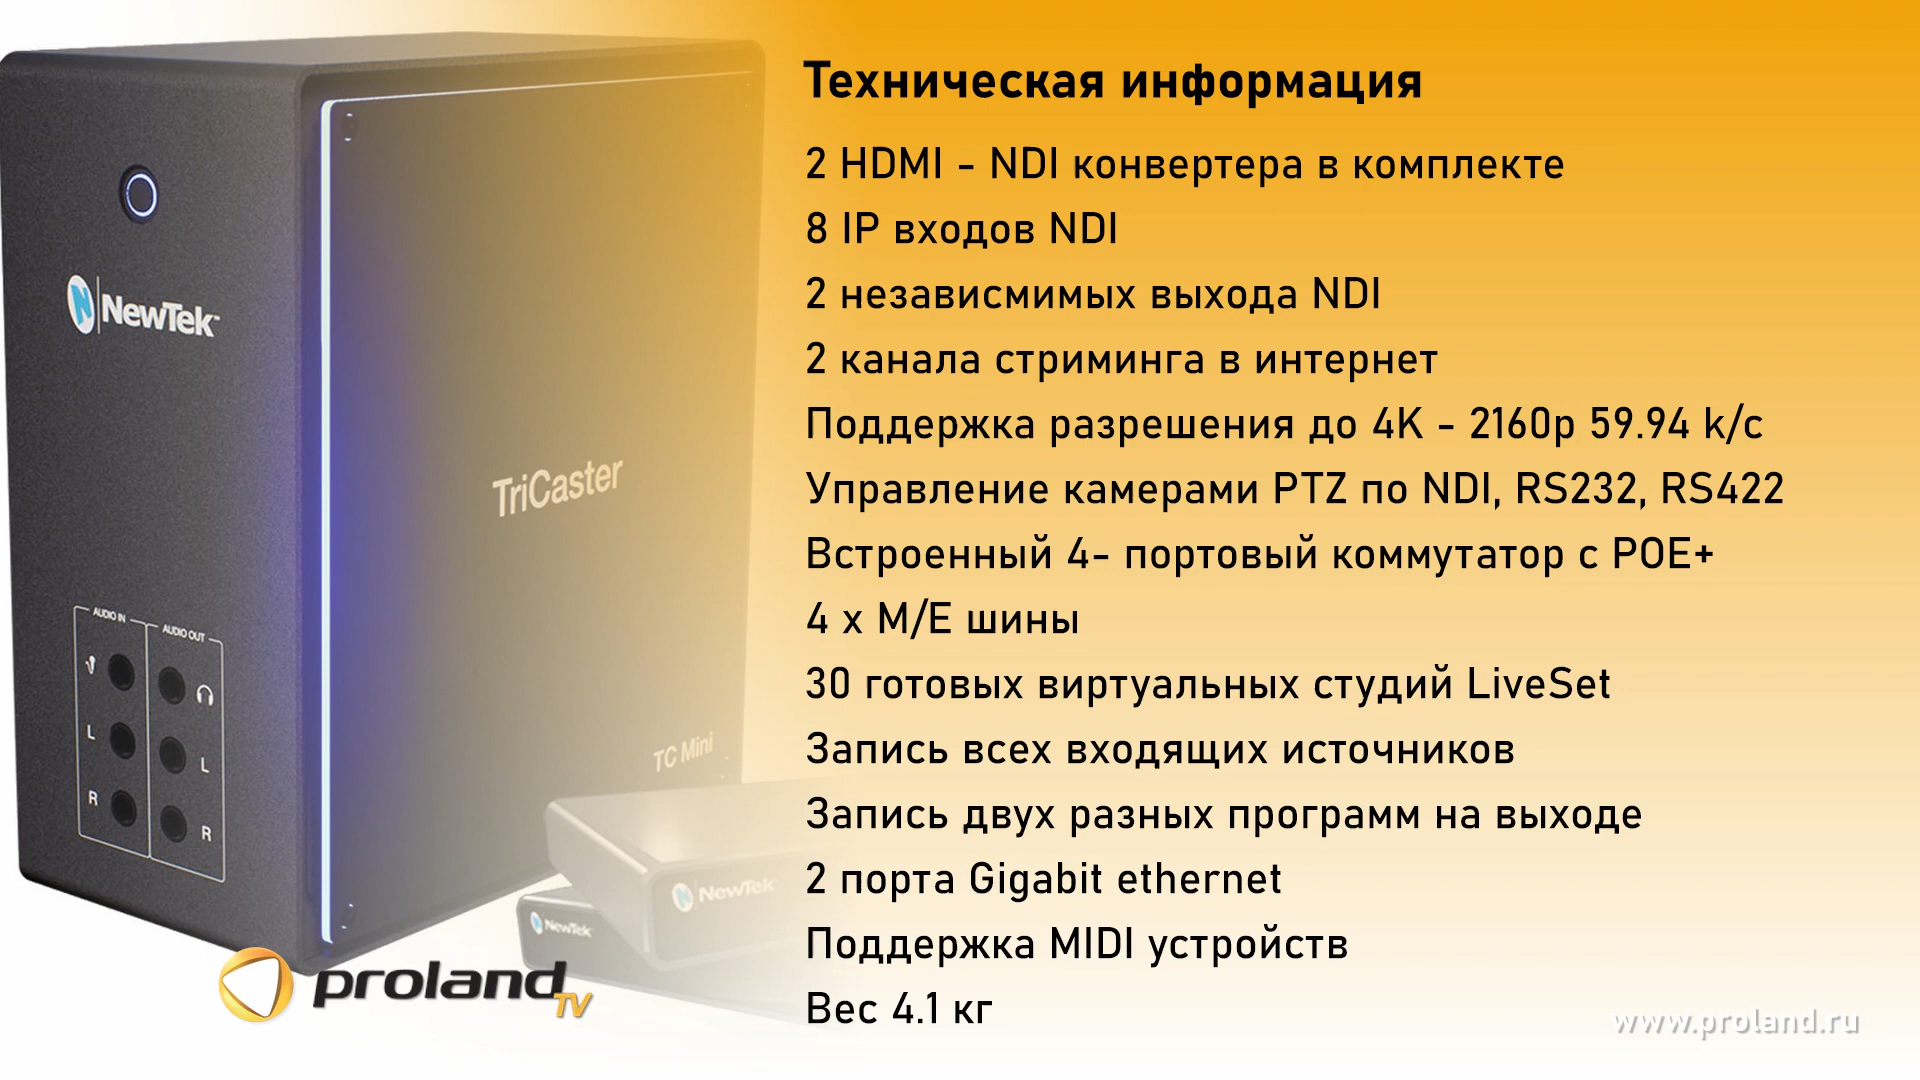 Техническая информация
2 HDMI - NDI конвертера в комплекте
8 IP входов NDI
2 независмимых выхода NDI
2 канала стриминга в интернет
Поддержка разрешения до 4K - 2160p 59.94 k/c
Управление камерами PTZ по NDI, RS232, RS422
Встроенный 4- портовый коммутатор с POE+
4 x M/E шины
30 готовых виртуальных студий LiveSet
Запись всех входящих источников
Запись двух разных программ на выходе
2 порта Gigabit ethernet
Поддержка MIDI устройств
Вес 4.1 кг
N NewTek™
TriCaster
TC Mini
AUDIO IN
AUDIO OUT
L
L
R
R
N NewTek
N NewTek
proland TV
www.proland.ru